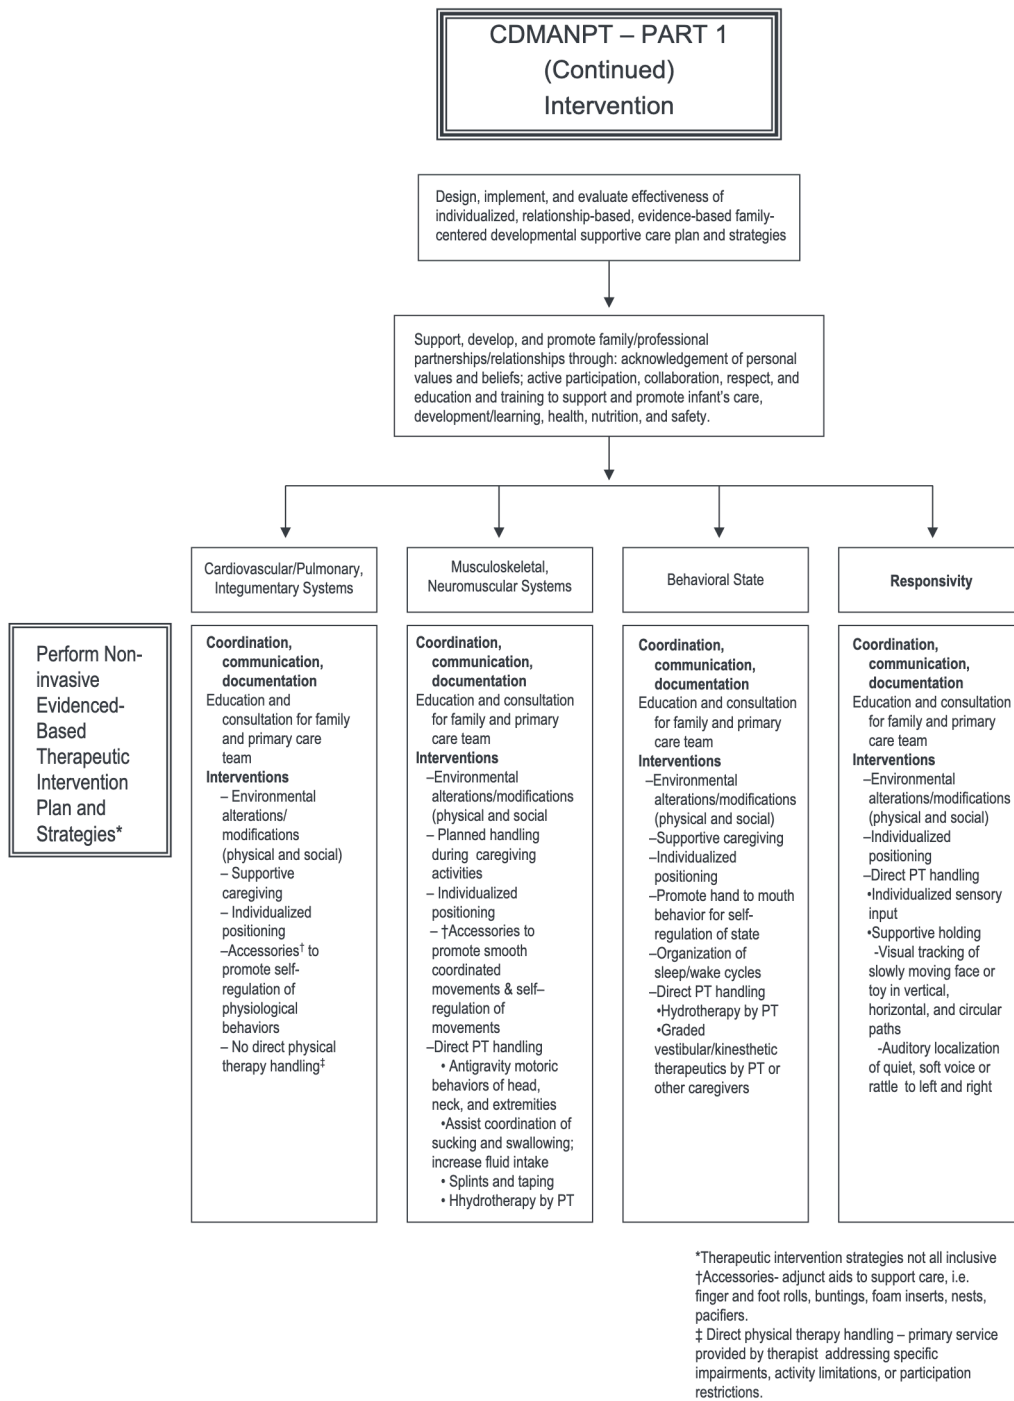 CDMANPT – PART 1
(Continued)
Intervention
Design, implement, and evaluate effectiveness of
individualized, relationship-based, evidence-based family-
centered developmental supportive care plan and strategies
Support, develop, and promote family/professional
partnerships/relationships through: acknowledgement of personal
values and beliefs; active participation, collaboration, respect, and
education and training to support and promote infant's care,
development/learning, health, nutrition, and safety.
Perform Non-
invasive
Evidenced-
Based
Therapeutic
Intervention
Plan and
Strategies*
Cardiovascular/Pulmonary,
Integumentary Systems
Coordination,
communication,
documentation
Education and
consultation for family
and primary care
team
Interventions
– Environmental
alterations/
modifications
(physical and social)
– Supportive
caregiving
– Individualized
positioning
–Accessories† to
promote self-
regulation of
physiological
behaviors
– No direct physical
therapy handling‡
Musculoskeletal,
Neuromuscular Systems
Coordination,
communication,
documentation
Education and consultation
for family and primary
care team
Interventions
–Environmental
alterations/modifications
(physical and social
– Planned handling
during caregiving
activities
– Individualized
positioning
– †Accessories to
promote smooth
coordinated
movements & self–
regulation of
movements
–Direct PT handling
• Antigravity motoric
behaviors of head,
neck, and extremities
•Assist coordination of
sucking and swallowing;
increase fluid intake
• Splints and taping
• Hhydrotherapy by PT
Behavioral State
Coordination,
communication,
documentation
Education and consultation
for family and primary
care team
Interventions
–Environmental
alterations/modifications
(physical and social)
–Supportive caregiving
–Individualized
positioning
–Promote hand to mouth
behavior for self-
regulation of state
–Organization of
sleep/wake cycles
–Direct PT handling
•Hydrotherapy by PT
•Graded
vestibular/kinesthetic
therapeutics by PT or
other caregivers
Responsivity
Coordination,
communication,
documentation
Education and consultation
for family and primary
care team
Interventions
–Environmental
alterations/modifications
(physical and social)
–Individualized
positioning
–Direct PT handling
•Individualized sensory
input
•Supportive holding
-Visual tracking of
slowly moving face or
toy in vertical,
horizontal, and circular
paths
-Auditory localization
of quiet, soft voice or
rattle to left and right
*Therapeutic intervention strategies not all inclusive
†Accessories- adjunct aids to support care, i.e.
finger and foot rolls, buntings, foam inserts, nests,
pacifiers.
‡ Direct physical therapy handling – primary service
provided by therapist addressing specific
impairments, activity limitations, or participation
restrictions.